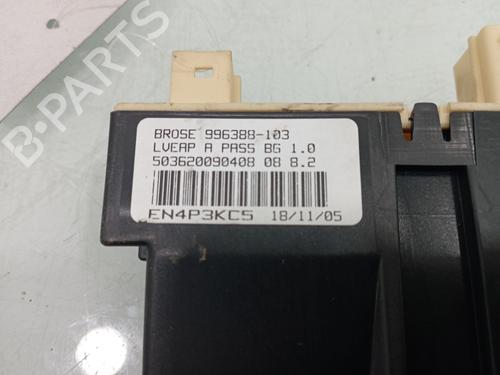 B-PARTS
BROSE 996388-103
LVEAP A PASS BG 1.0
503620090408 08 8.2
EN4P3KC5 18/11/05